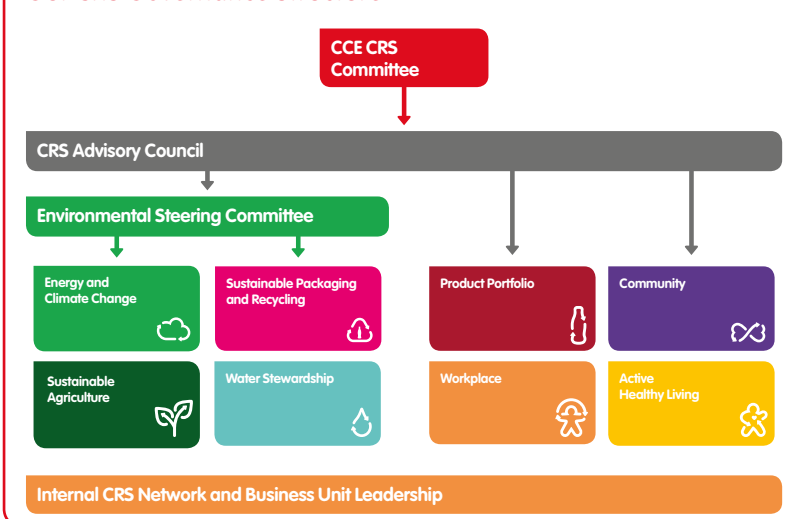 CCE CRS
Committee
CRS Advisory Council
Environmental Steering Committee
Energy and
Climate Change
Sustainable Packaging
and Recycling
Product Portfolio
Community
Sustainable
Agriculture
Water Stewardship
Workplace
Active
Healthy Living
Internal CRS Network and Business Unit Leadership